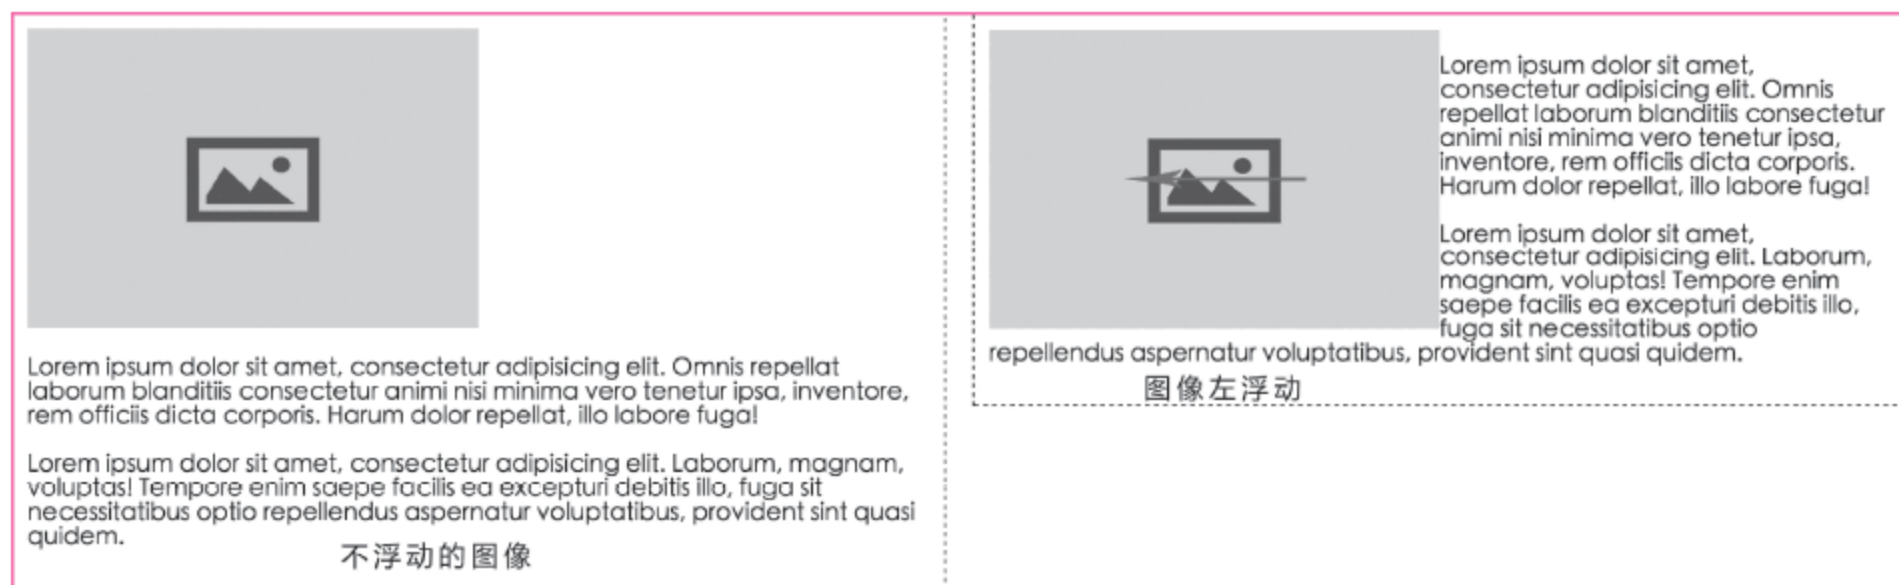 Lorem ipsum dolor sit amet, consectetur adipisicing elit. Omnis repellat
laborum blanditiis consectetur animi nisi minima vero tenetur ipsa, inventore,
rem officiis dicta corporis. Harum dolor repellat, illo labore fuga!
Lorem ipsum dolor sit amet, consectetur adipisicing elit. Laborum, magnam,
voluptas! Tempore enim saepe facilis ea excepturi debitis illo, fuga sit
necessitatibus optio repellendus aspernatur voluptatibus, provident sint quasi
quidem.
不浮动的图像
Lorem ipsum dolor sit amet,
consectetur adipisicing elit. Omnis
repellat laborum blanditiis consectetur
animi nisi minima vero tenetur ipsa,
inventore, rem officiis dicta corporis.
Harum dolor repellat, illo labore fuga!
Lorem ipsum dolor sit amet,
consectetur adipisicing elit. Laborum,
magnam, voluptas! Tempore enim
saepe facilis ea excepturi debitis illo,
fuga sit necessitatibus optio
repellendus aspernatur voluptatibus, provident sint quasi quidem.
图像左浮动